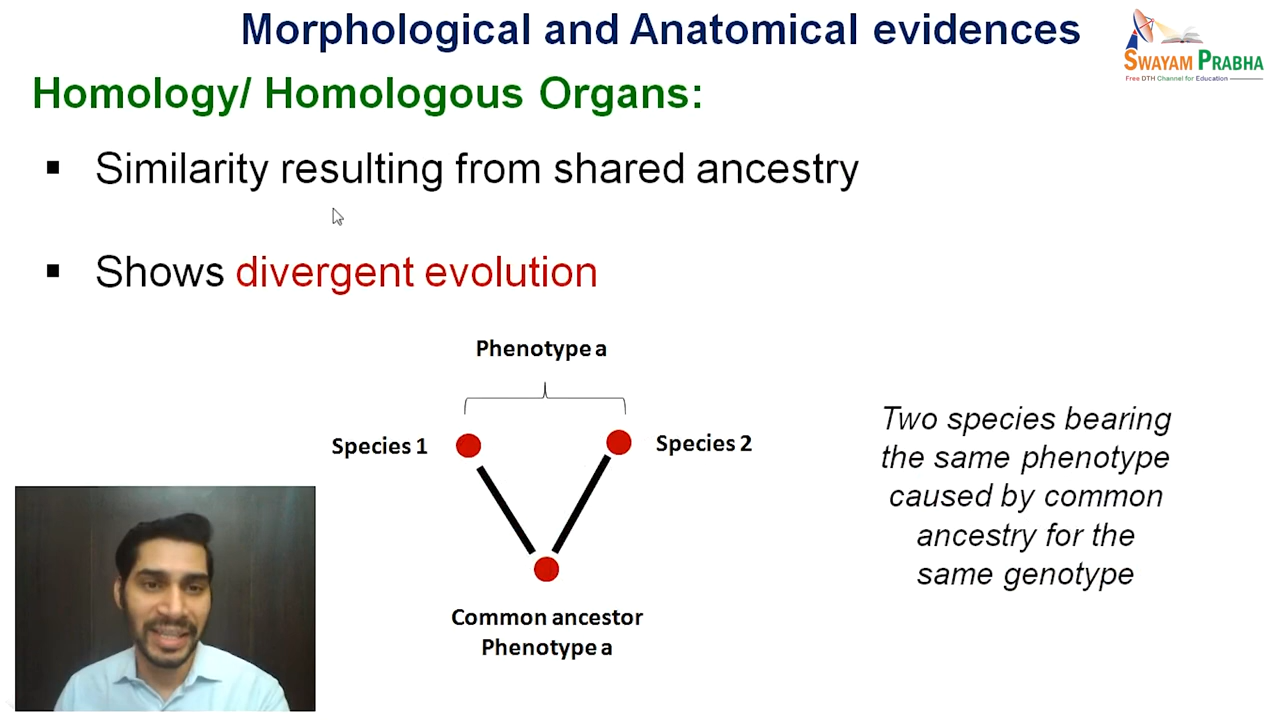 Morphological and Anatomical evidences
SWAYAM PRABHA
Free DTH Channel for Education
Homology/ Homologous Organs:
▪ Similarity resulting from shared ancestry
▪ Shows divergent evolution
Phenotype a
Species 1
Species 2
Common ancestor
Phenotype a
Two species bearing
the same phenotype
caused by common
ancestry for the
same genotype